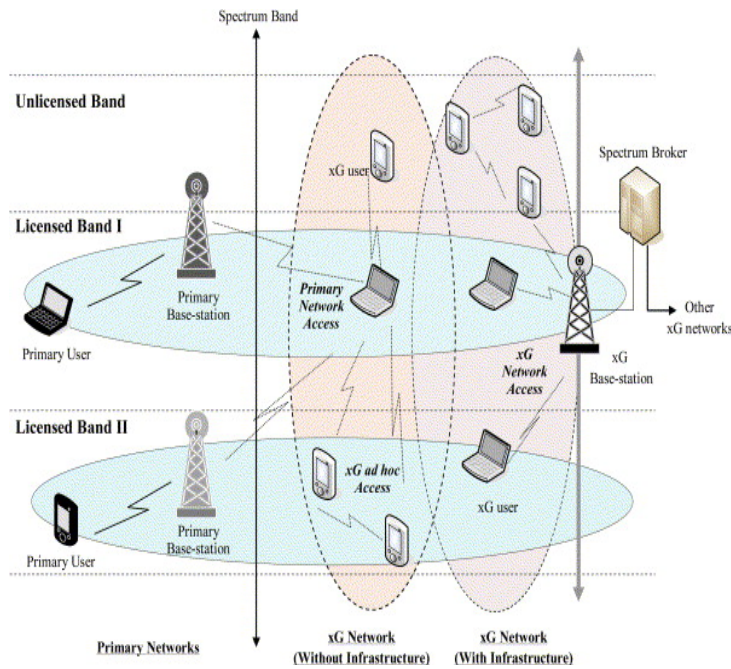 Spectrum Band
Unlicensed Band
Spectrum Broker
xG user
Licensed Band I
Primary
Base-station
Primary
Network
Access
Primary User
Other
xG networks
xG
Network
Access
xG
Base-station
Licensed Band II
xG ad hoc
Access
xG user
Primary User
Primary
Base-station
Primary Networks
xG Network
(Without Infrastructure)
xG Network
(With Infrastructure)